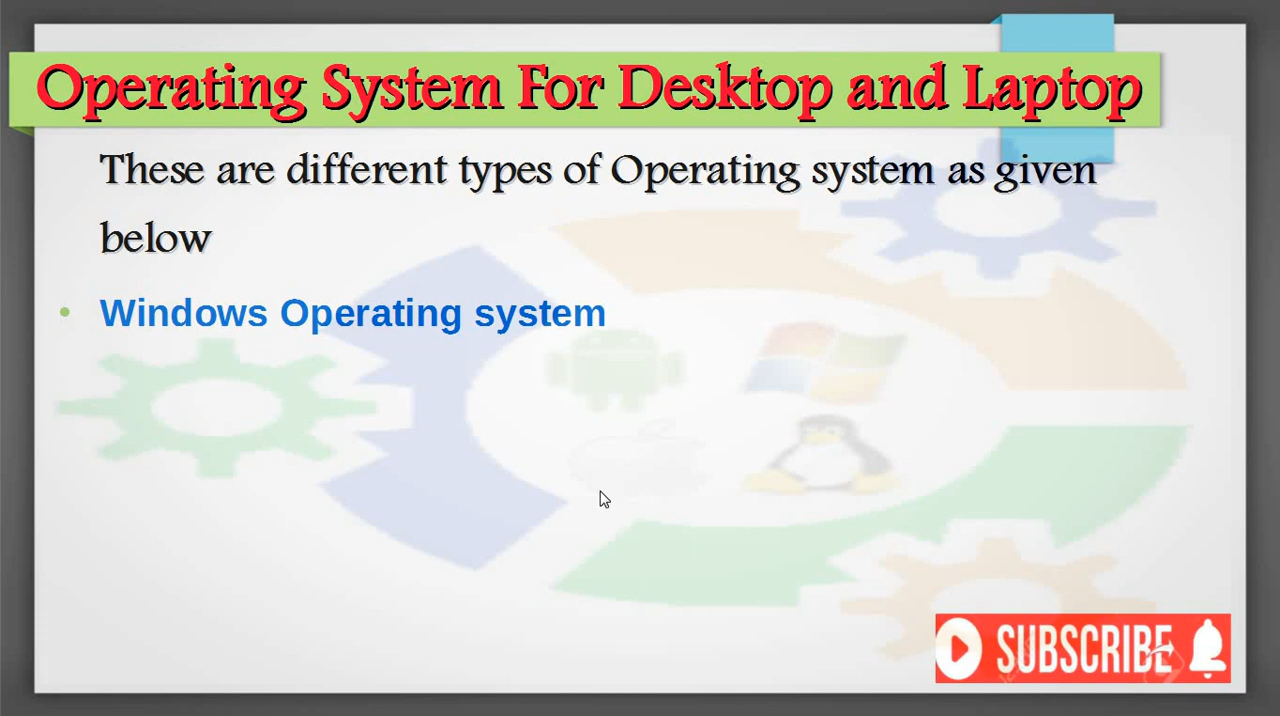 Operating System For Desktop and Laptop
These are different types of Operating system as given
below
• Windows Operating system
SUBSCRIBE